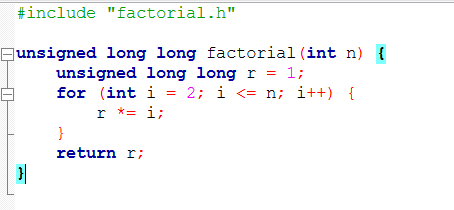 #include "factorial.h"
unsigned long long factorial(int n) {
unsigned long long r = 1;
for (int i = 2; i <= n; i++) {
r *= i;
}
return r;
}